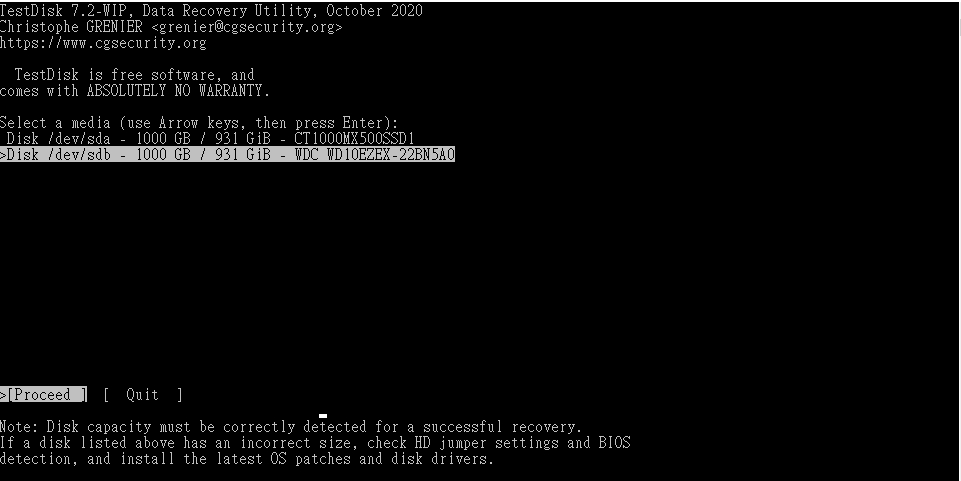 TestDisk 7.2-WIP, Data Recovery Utility, October 2020
Christophe GRENIER <grenier@cgsecurity.org>
https://www.cgsecurity.org
TestDisk is free software, and
comes with ABSOLUTELY NO WARRANTY.
Select a media (use Arrow keys, then press Enter):
Disk /dev/sda - 1000 GB / 931 GiB - CT1000MX500SSD1
>Disk /dev/sdb - 1000 GB / 931 GiB - WDC WD10EZEX-22BN5A0
>[Proceed ]  [  Quit  ]
Note: Disk capacity must be correctly detected for a successful recovery.
If a disk listed above has an incorrect size, check HD jumper settings and BIOS
detection, and install the latest OS patches and disk drivers.